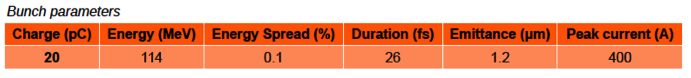 Bunch parameters
Charge (pC) Energy (MeV) Energy Spread (%) Duration (fs) Emittance (μm) Peak current (A)
20 114 0.1 26 1.2 400